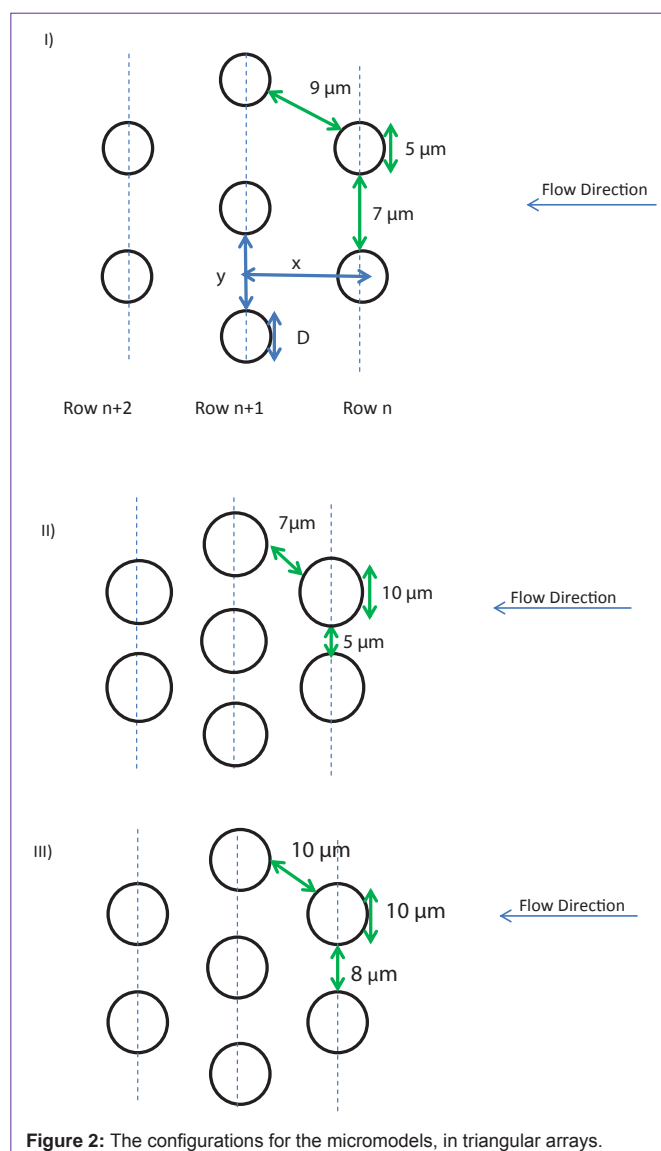 I)
9 µm
5 µm
Flow Direction
7 µm
x
y
D
Row n+2 Row n+1 Row n
II)
7µm
10 µm
Flow Direction
5 µm
III)
10 µm
10 µm
Flow Direction
8 µm
Figure 2: The configurations for the micromodels, in triangular arrays.